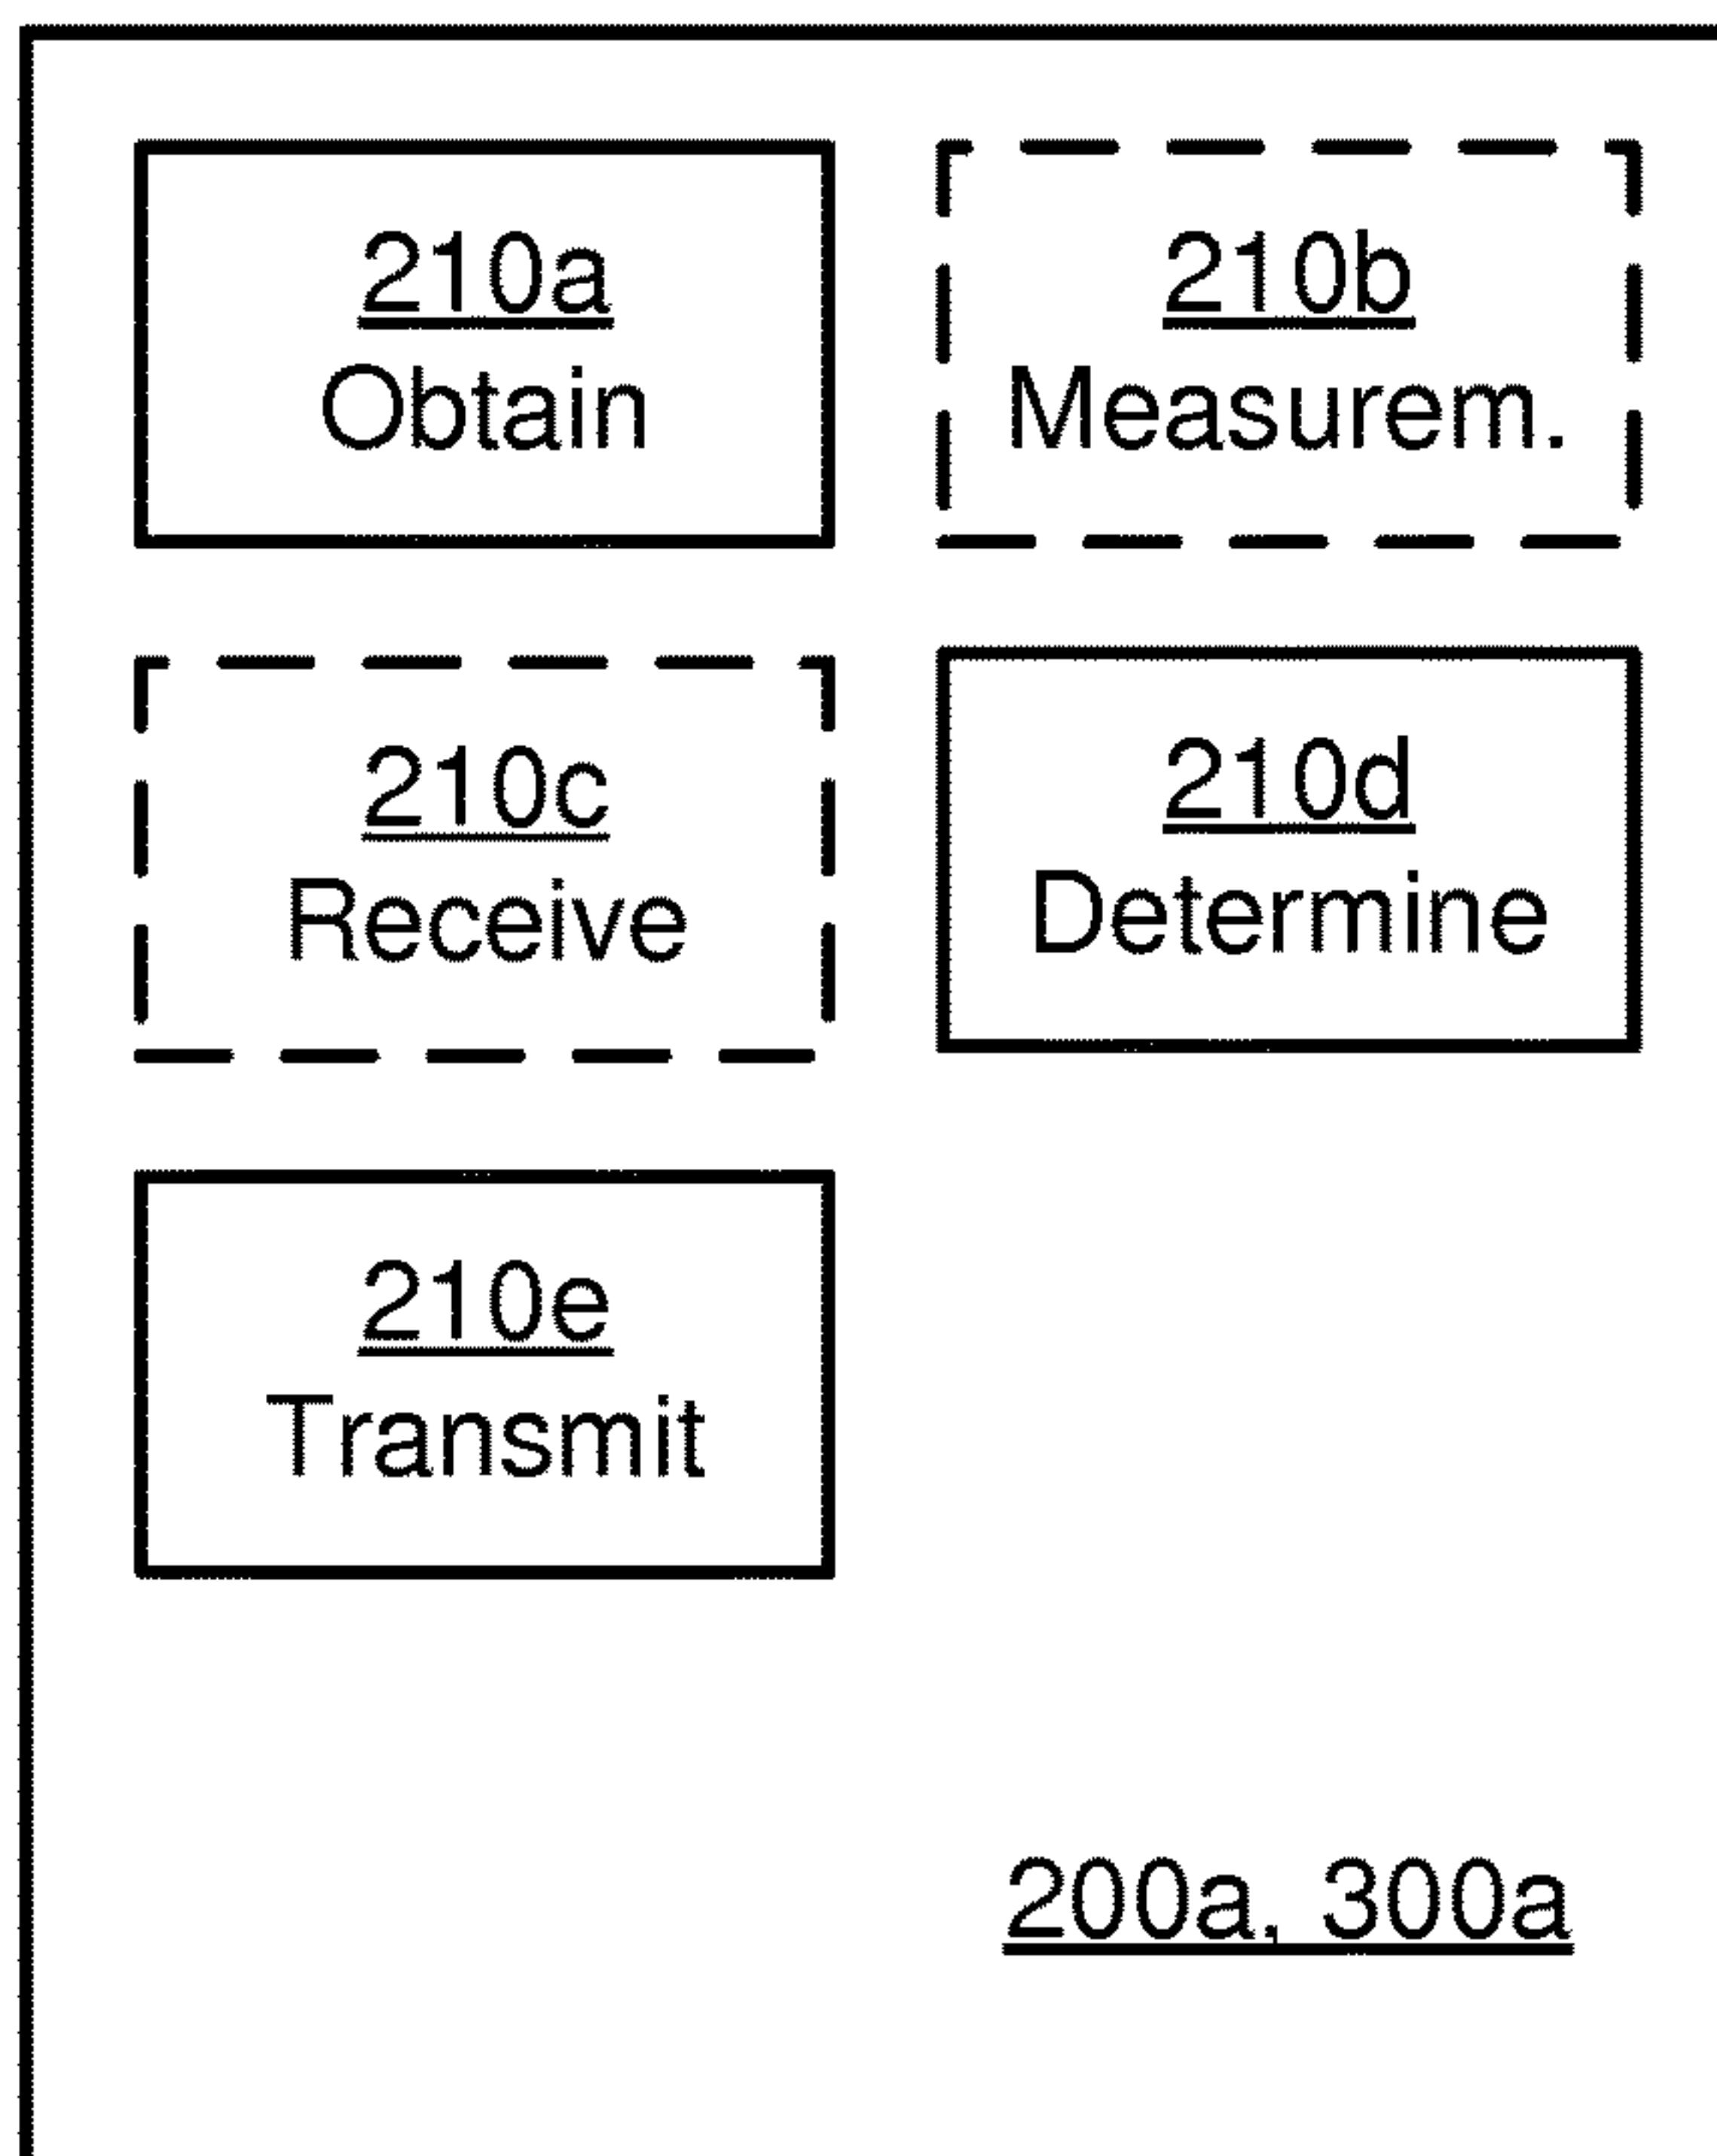 210a
Obtain
210b
Measurem.
210c
Receive
210d
Determine
210e
Transmit
200a, 300a